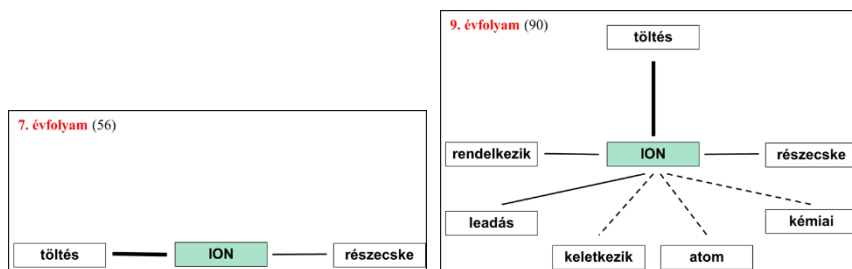 7. évfolyam (56)
töltés
ION
részecske
9. évfolyam (90)
töltés
rendelkezik
ION
részecske
leadás
kémiai
keletkezik
atom